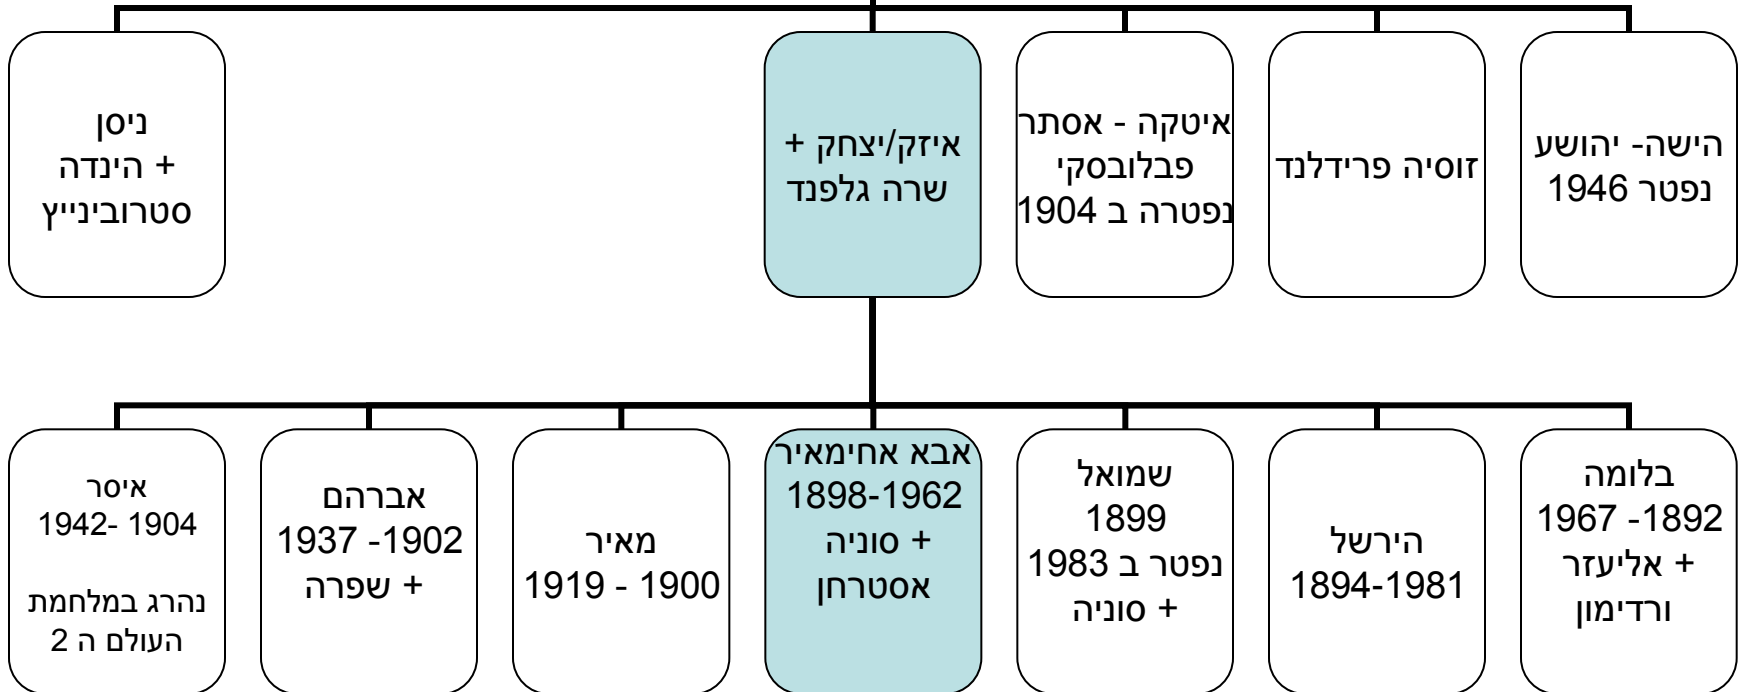 הישה- יהושע
נפטר 1946
זוסיה פרידלנד
איטקה - אסתר
פבלובסקי
נפטרה ב 1904
איזק/יצחק +
שרה גלפנד
ניסן
+ הינדה
סטרובינייץ
בלומה
1892- 1967
+ אליעזר
ורדימון
הירשל
1894-1981
שמואל
1899
נפטר ב 1983
+ סוניה
אבא אחימאיר
1898-1962
+ סוניה
אסטרחן
מאיר
1900 - 1919
אברהם
1902- 1937
+ שפרה
איסר
1904 -1942
נהרג במלחמת
העולם ה 2